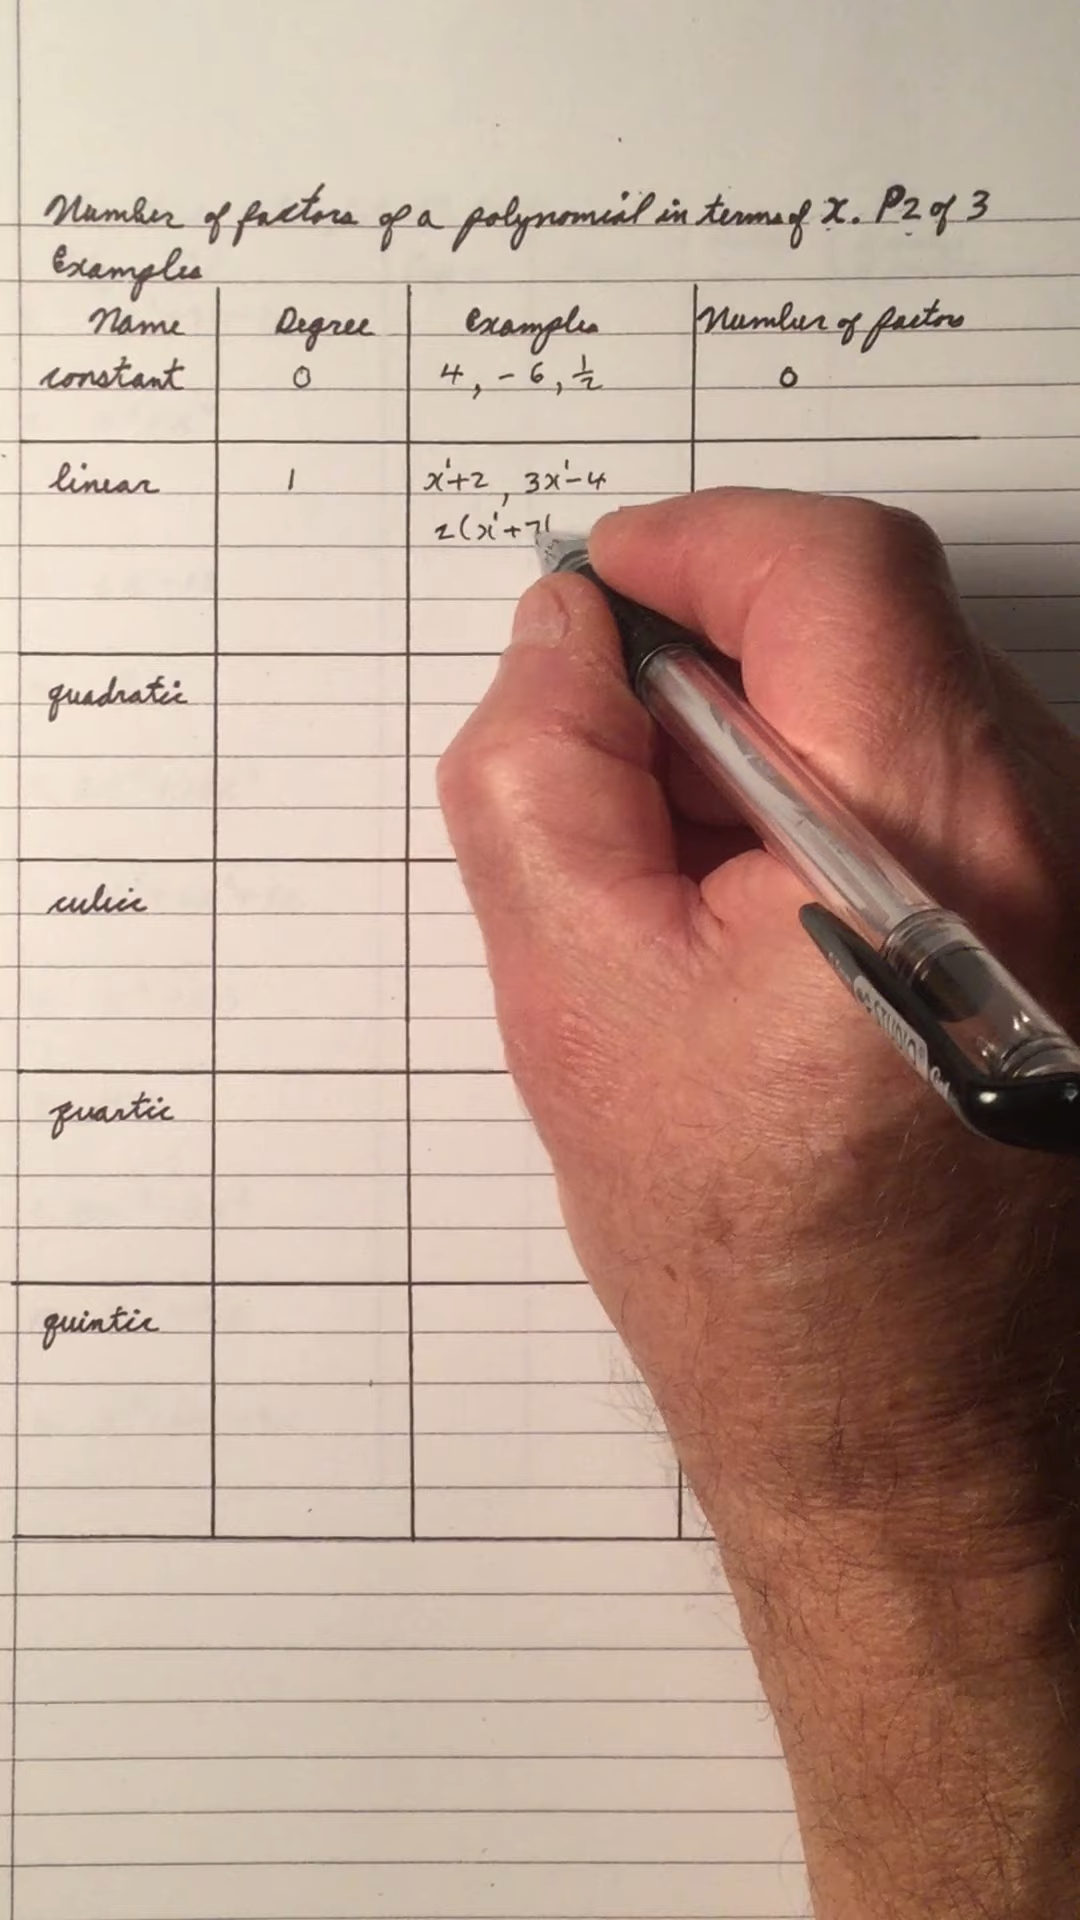 Number of factors of a polynomial in terms of x. P2 of 3
Examples
Name Degree Examples Number of factors
constant 0 4, -6, 1/2 0
linear 1 x¹+2, 3x¹-4
2(x¹+7
quadratic
cubic
quartic
quintic
STUDIO